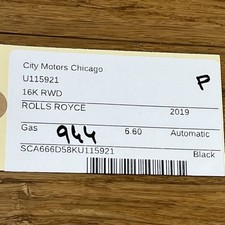 City Motors Chicago
U115921
P
16K RWD
ROLLS ROYCE 2019
Gas 944 6.60 Automatic
SCA666D58KU115921
Black